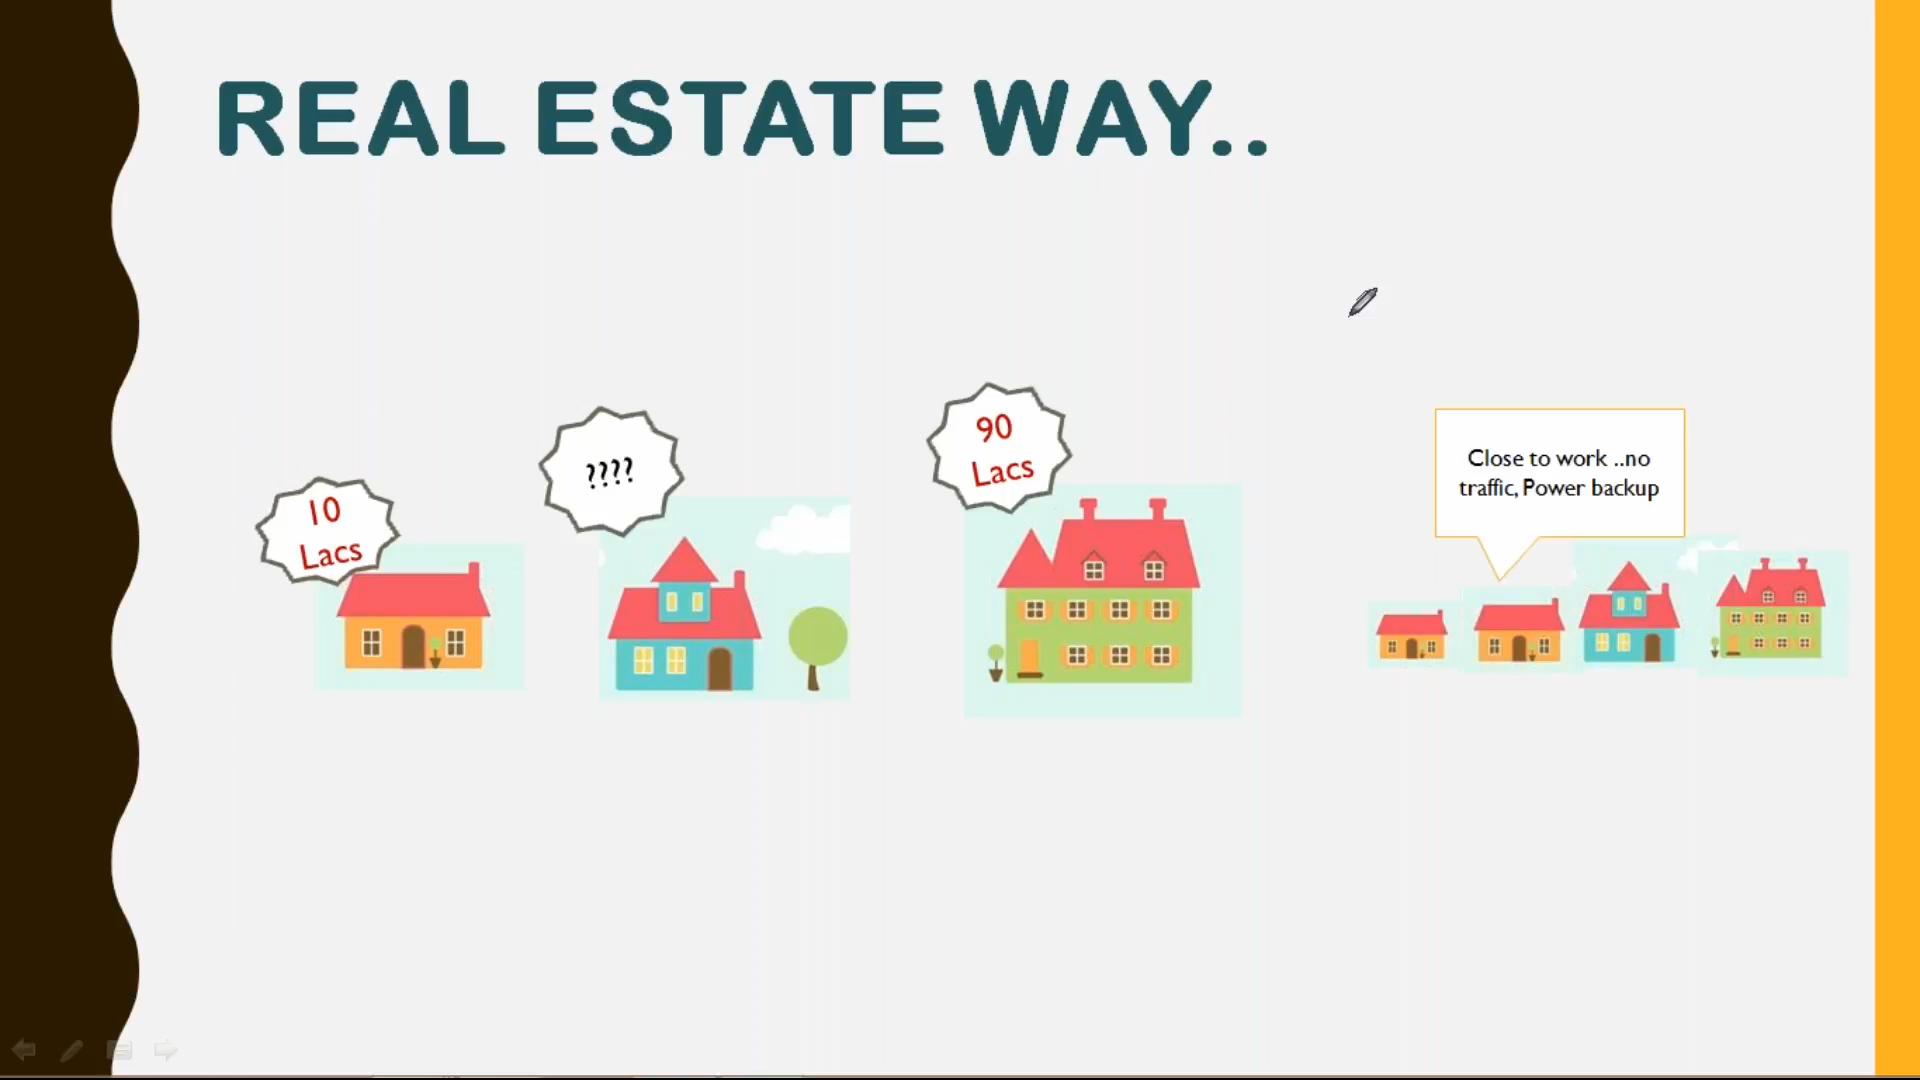 REAL ESTATE WAY..
10
Lacs
????
90
Lacs
Close to work ..no
traffic, Power backup